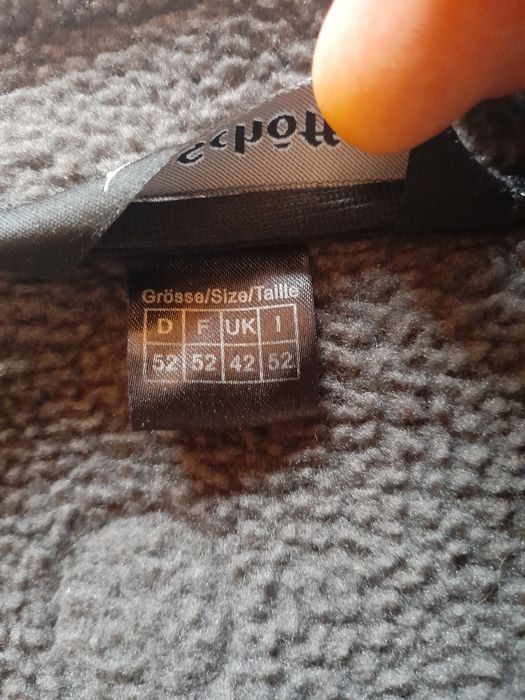 Grösse/Size/Taille
D F UK I
52 52 42 52